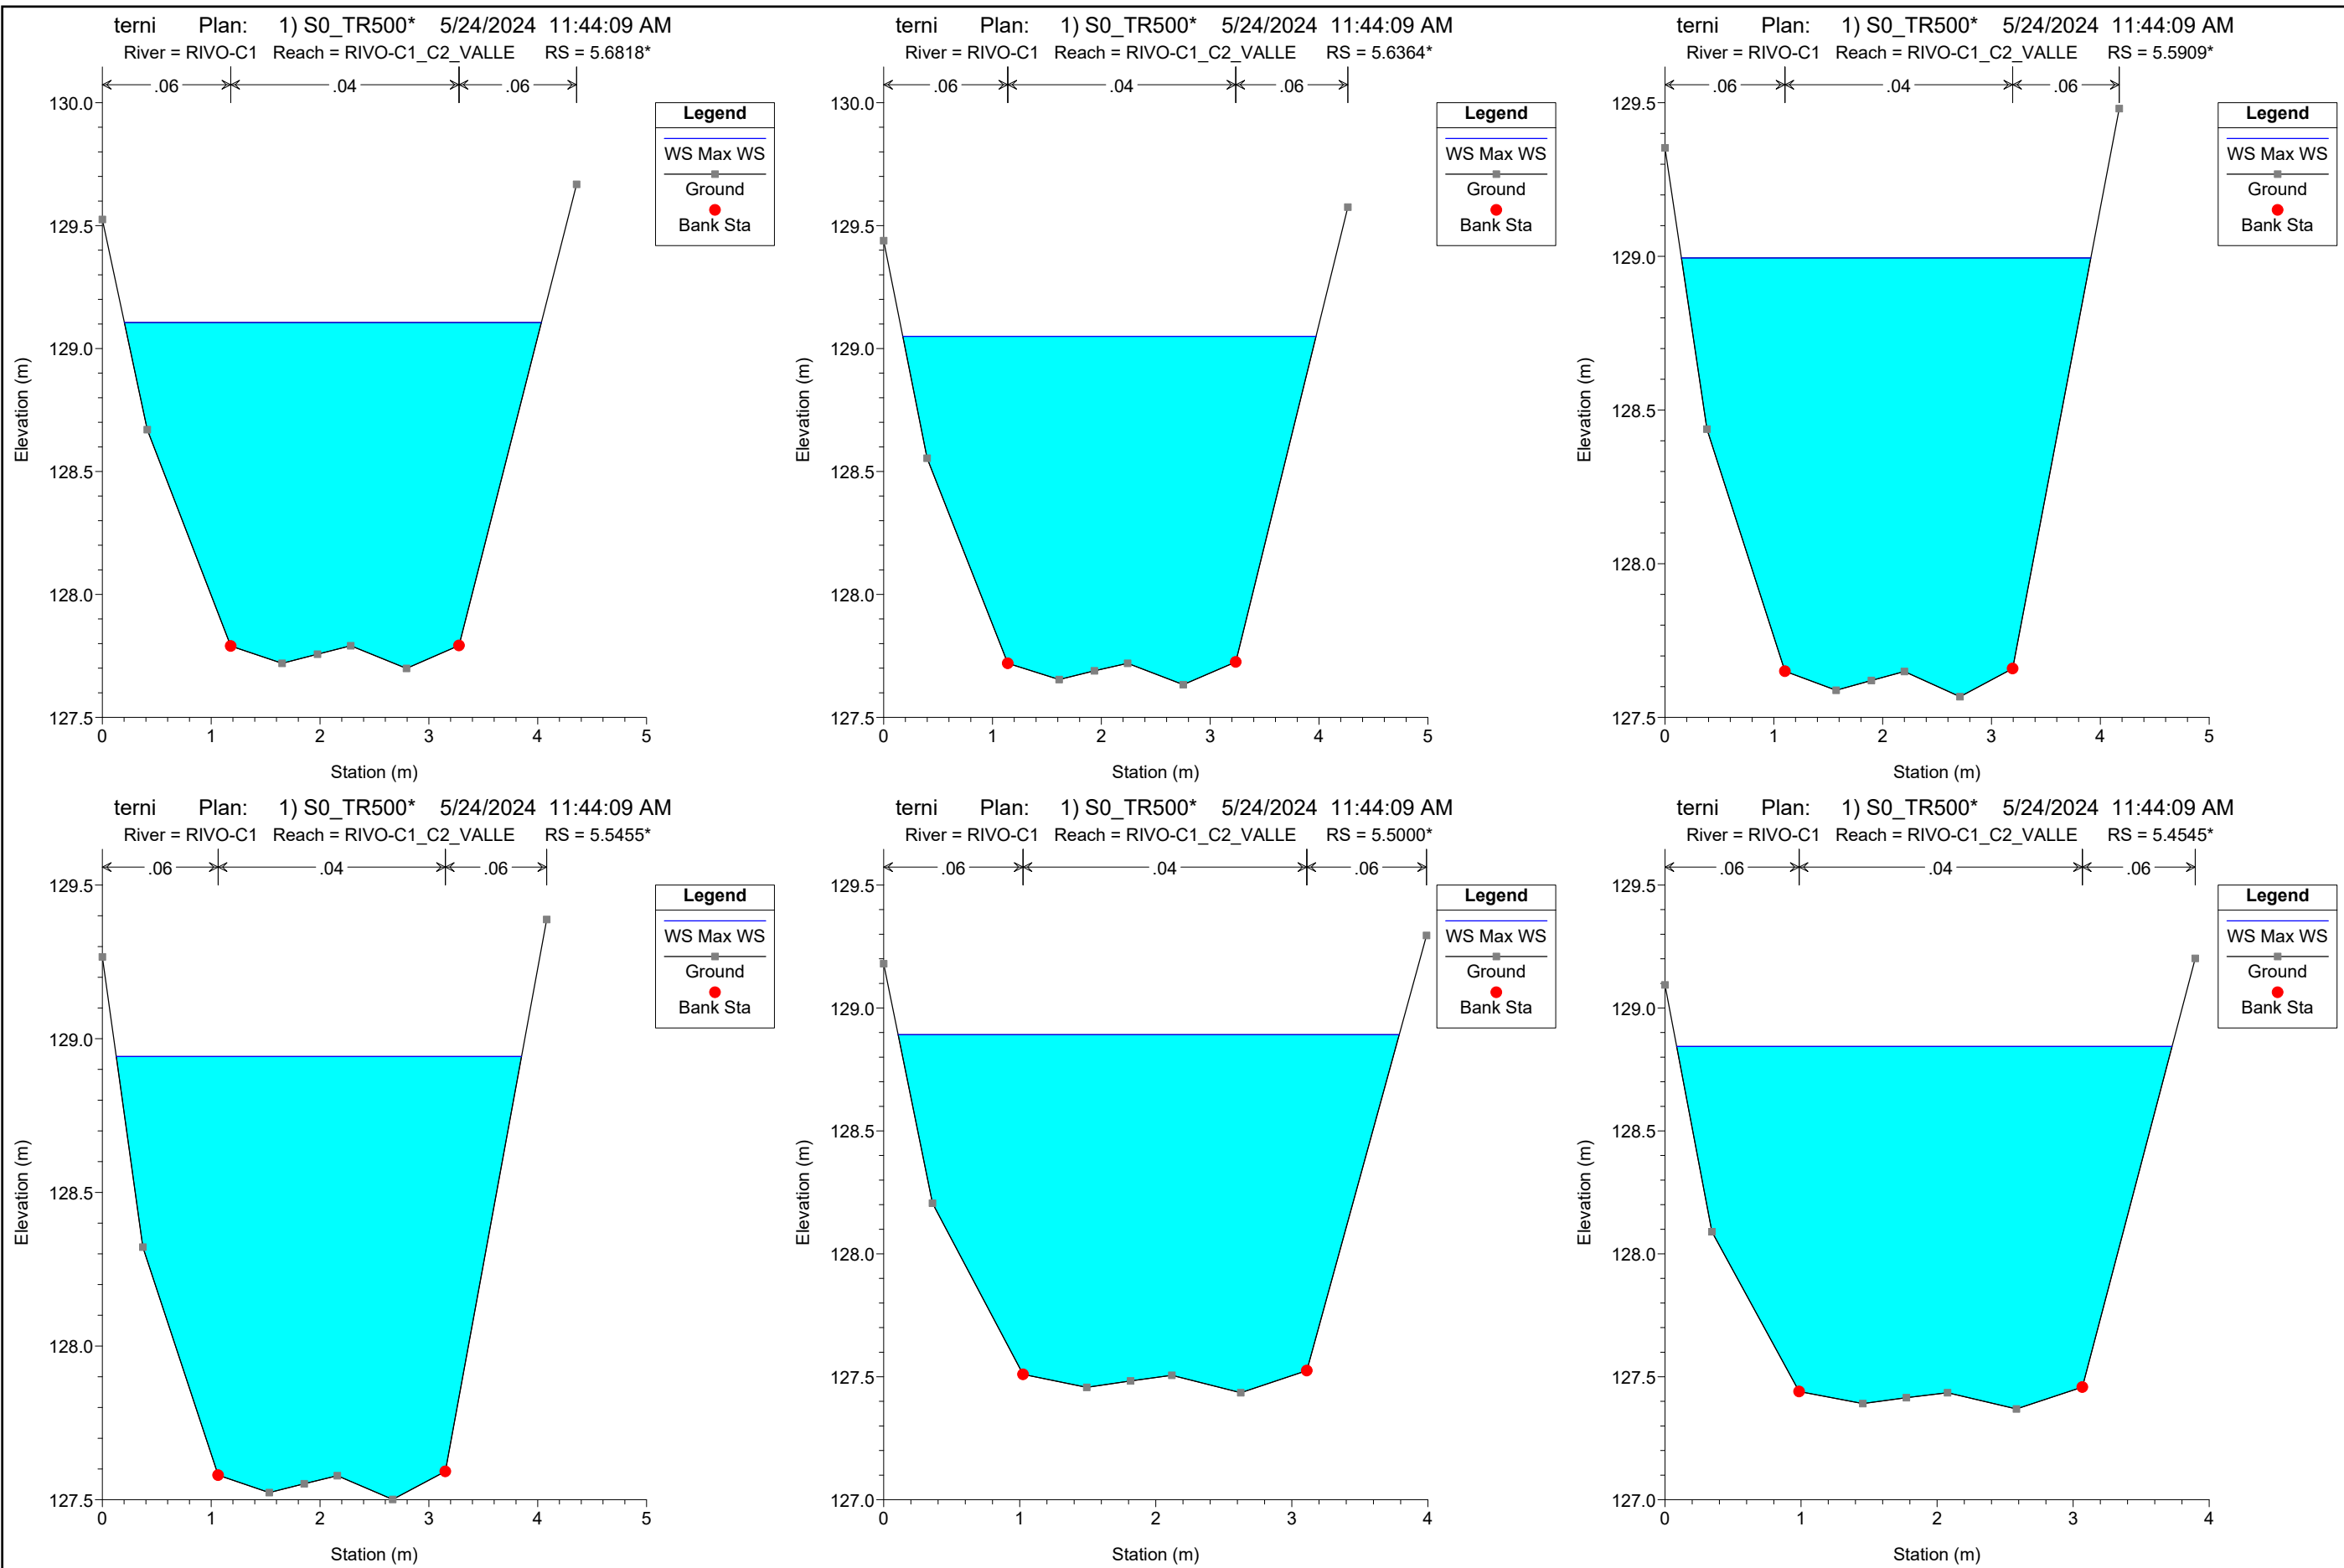 terni Plan: 1) S0_TR500* 5/24/2024 11:44:09 AM
River = RIVO-C1 Reach = RIVO-C1_C2_VALLE RS = 5.6818*
.06 .04 .06
130.0
129.5
129.0
128.5
128.0
127.5
0 1 2 3 4 5
Station (m)
Elevation (m)
Legend
WS Max WS
Ground
Bank Sta
terni Plan: 1) S0_TR500* 5/24/2024 11:44:09 AM
River = RIVO-C1 Reach = RIVO-C1_C2_VALLE RS = 5.6364*
.06 .04 .06
130.0
129.5
129.0
128.5
128.0
127.5
0 1 2 3 4 5
Station (m)
Elevation (m)
Legend
WS Max WS
Ground
Bank Sta
terni Plan: 1) S0_TR500* 5/24/2024 11:44:09 AM
River = RIVO-C1 Reach = RIVO-C1_C2_VALLE RS = 5.5909*
.06 .04 .06
129.5
129.0
128.5
128.0
127.5
0 1 2 3 4 5
Station (m)
Elevation (m)
Legend
WS Max WS
Ground
Bank Sta
terni Plan: 1) S0_TR500* 5/24/2024 11:44:09 AM
River = RIVO-C1 Reach = RIVO-C1_C2_VALLE RS = 5.5455*
.06 .04 .06
129.5
129.0
128.5
128.0
127.5
0 1 2 3 4 5
Station (m)
Elevation (m)
Legend
WS Max WS
Ground
Bank Sta
terni Plan: 1) S0_TR500* 5/24/2024 11:44:09 AM
River = RIVO-C1 Reach = RIVO-C1_C2_VALLE RS = 5.5000*
.06 .04 .06
129.5
129.0
128.5
128.0
127.5
127.0
0 1 2 3 4
Station (m)
Elevation (m)
Legend
WS Max WS
Ground
Bank Sta
terni Plan: 1) S0_TR500* 5/24/2024 11:44:09 AM
River = RIVO-C1 Reach = RIVO-C1_C2_VALLE RS = 5.4545*
.06 .04 .06
129.5
129.0
128.5
128.0
127.5
127.0
0 1 2 3 4
Station (m)
Elevation (m)
Legend
WS Max WS
Ground
Bank Sta